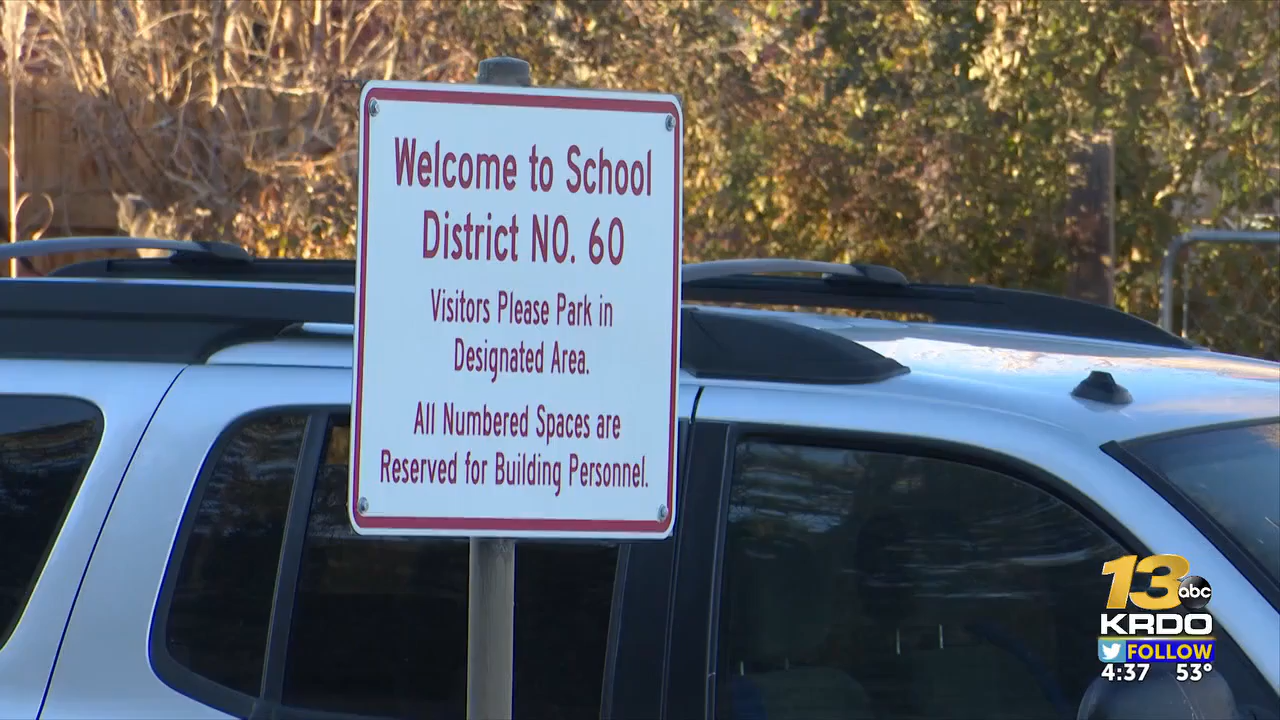 Welcome to School
District NO. 60
Visitors Please Park in
Designated Area.
All Numbered Spaces are
Reserved for Building Personnel.
13 abc
KRDO
FOLLOW
4:37 53°